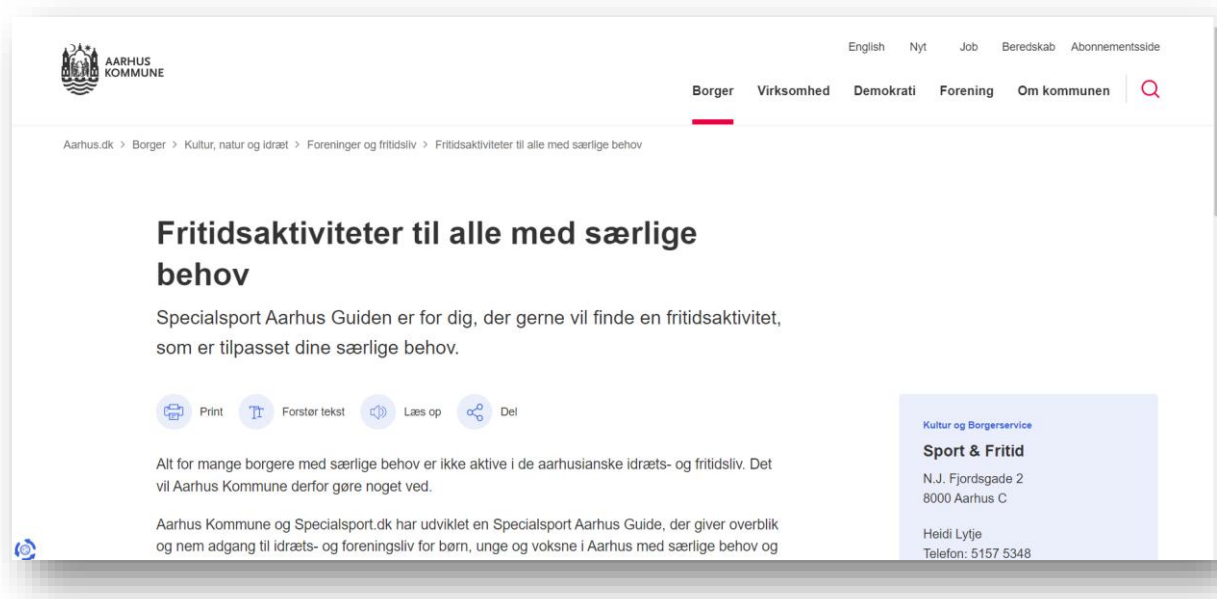 AARHUS
KOMMUNE
English Nyt Job Beredskab Abonnementsside
Borger Virksomhed Demokrati Forening Om kommunen
Aarhus.dk > Borger > Kultur, natur og idræt > Foreninger og fritidsliv > Fritidsaktiviteter til alle med særlige behov
Fritidsaktiviteter til alle med særlige
behov
Specialsport Aarhus Guiden er for dig, der gerne vil finde en fritidsaktivitet,
som er tilpasset dine særlige behov.
Print Forstør tekst Læs op Del
Alt for mange borgere med særlige behov er ikke aktive i de aarhusianske idræts- og fritidsliv. Det
vil Aarhus Kommune derfor gøre noget ved.
Aarhus Kommune og Specialsport.dk har udviklet en Specialsport Aarhus Guide, der giver overblik
og nem adgang til idræts- og foreningsliv for børn, unge og voksne i Aarhus med særlige behov og
Kultur og Borgerservice
Sport & Fritid
N.J. Fjordsgade 2
8000 Aarhus C
Heidi Lytje
Telefon: 5157 5348